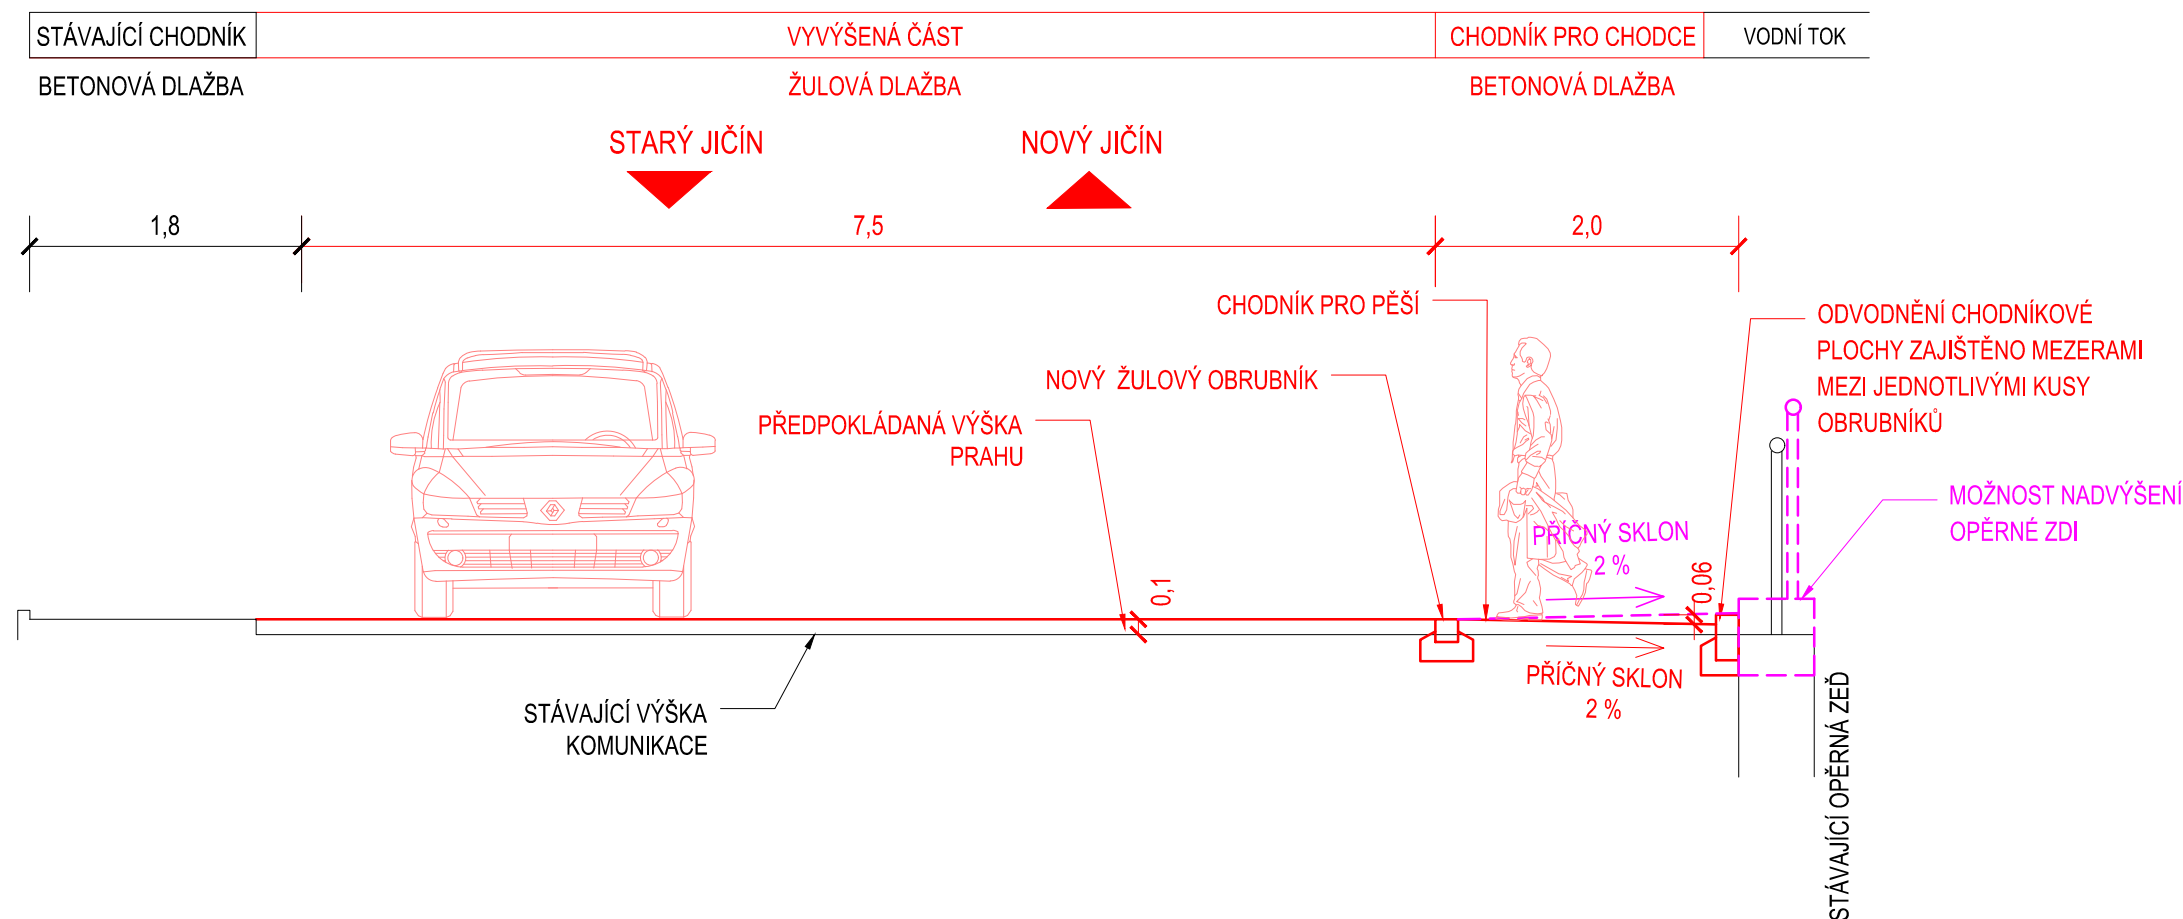 STÁVAJÍCÍ CHODNÍK
VYVÝŠENÁ ČÁST
CHODNÍK PRO CHODCE
VODNÍ TOK
BETONOVÁ DLAŽBA
ŽULOVÁ DLAŽBA
BETONOVÁ DLAŽBA
STARÝ JIČÍN
NOVÝ JIČÍN
1,8
7,5
2,0
CHODNÍK PRO PĚŠÍ
ODVODNĚNÍ CHODNÍKOVÉ
PLOCHY ZAJIŠTĚNO MEZERAMI
MEZI JEDNOTLIVÝMI KUSY
OBRUBNÍKŮ
NOVÝ ŽULOVÝ OBRUBNÍK
PŘEDPOKLÁDANÁ VÝŠKA
PRAHU
MOŽNOST NADVÝŠENÍ
OPĚRNÉ ZDI
PŘÍČNÝ SKLON
2 %
0,1
0,06
PŘÍČNÝ SKLON
2 %
STÁVAJÍCÍ VÝŠKA
KOMUNIKACE
STÁVAJÍCÍ OPĚRNÁ ZEĎ